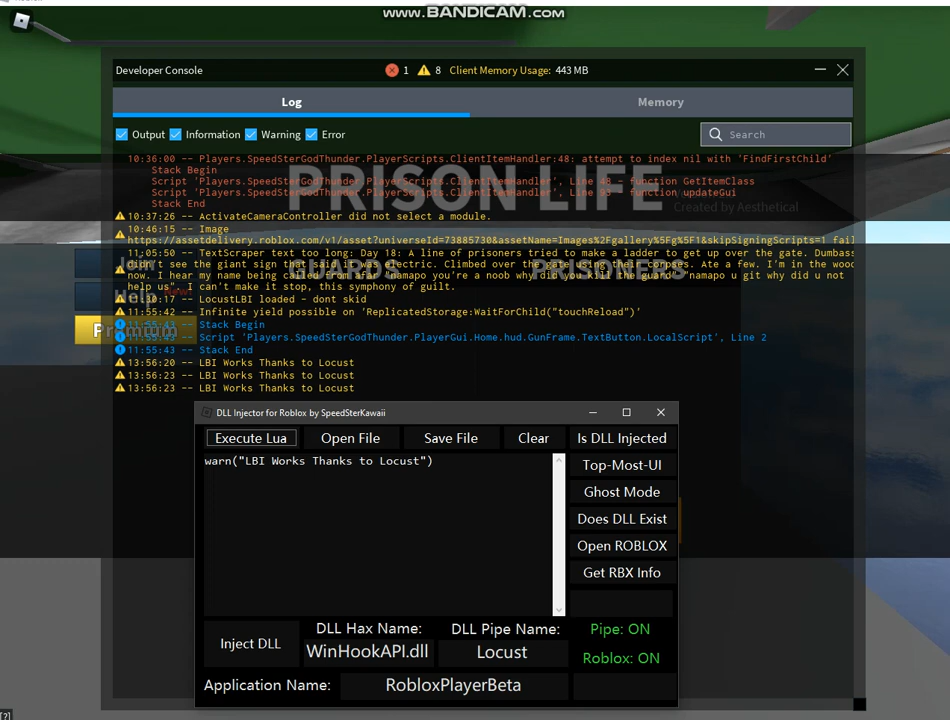 www.BANDICAM.com
Developer Console
1
8
Client Memory Usage: 443 MB
Log
Memory
Output
Information
Warning
Error
Search
10:36:00 -- Players.SpeedSterGodThunder.PlayerScripts.ClientItemHandler:48: attempt to index nil with 'FindFirstChild'
Stack Begin
Script 'Players.SpeedSterGodThunder.PlayerScripts.ClientItemHandler', Line 48 - function GetItemClass
Script 'Players.SpeedSterGodThunder.PlayerScripts.ClientItemHandler', Line - function updateGui
Stack End
PRISON LIFE
Created by Aesthetical
10:37:26 -- ActivateCameraController did not select a module.
10:46:15 -- Image
https://assetdelivery.roblox.com/v1/asset?universeId=73885730&assetName=Images%2Fgallery%5Fg%5F1&skipSigningScripts=1 fail
11:05:50 -- TextScraper text too long: Day 18: A line of prisoners tried to make a ladder to get up over the gate. Dumbass
didn't see the giant sign that said it was electric. Climbed over the gate using their corpses. Ate a few. I'm in the wood
now. I hear my name being called from the "namapo you're a noob why did you kill the guard" "namapo u git why did u not
help us". I can't make it stop, this symphony of guilt.
GUARDS
PRISONERS
Join
Help
New
Premium
:30:17 -- LocustLBI loaded - dont skid
11:55:42 -- Infinite yield possible on 'ReplicatedStorage:WaitForChild("touchReload")'
11:55:43 -- Stack Begin
11:55:43 -- Script 'Players.SpeedSterGodThunder.PlayerGui.Home.hud.GunFrame.TextButton.LocalScript', Line 2
11:55:43 -- Stack End
13:56:20 -- LBI Works Thanks to Locust
13:56:23 -- LBI Works Thanks to Locust
13:56:23 -- LBI Works Thanks to Locust
DLL Injector for Roblox by SpeedSterKawaii
Execute Lua
Open File
Save File
Clear
Is DLL Injected
warn("LBI Works Thanks to Locust")
Top-Most-UI
Ghost Mode
Does DLL Exist
Open ROBLOX
Get RBX Info
Inject DLL
DLL Hax Name:
DLL Pipe Name:
Pipe: ON
WinHookAPI.dll
Locust
Roblox: ON
Application Name:
RobloxPlayerBeta
[?]